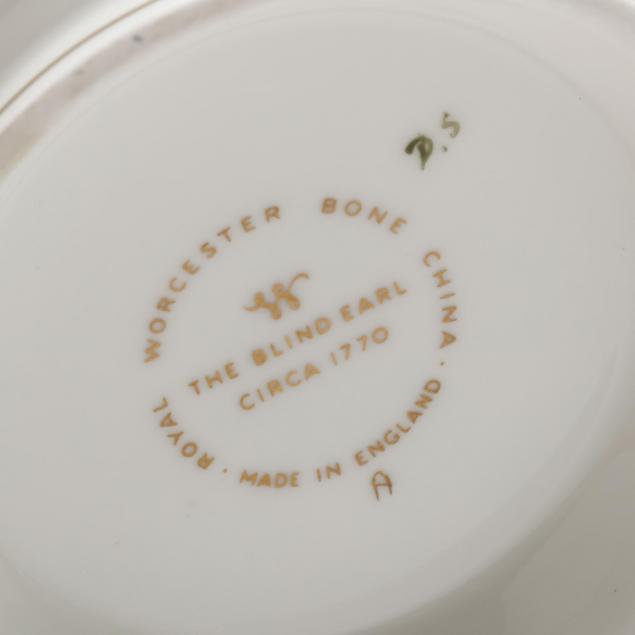 D.S
ROYAL WORCESTER BONE CHINA · MADE IN ENGLAND ·
W
THE BLIND EARL
CIRCA 1770
A